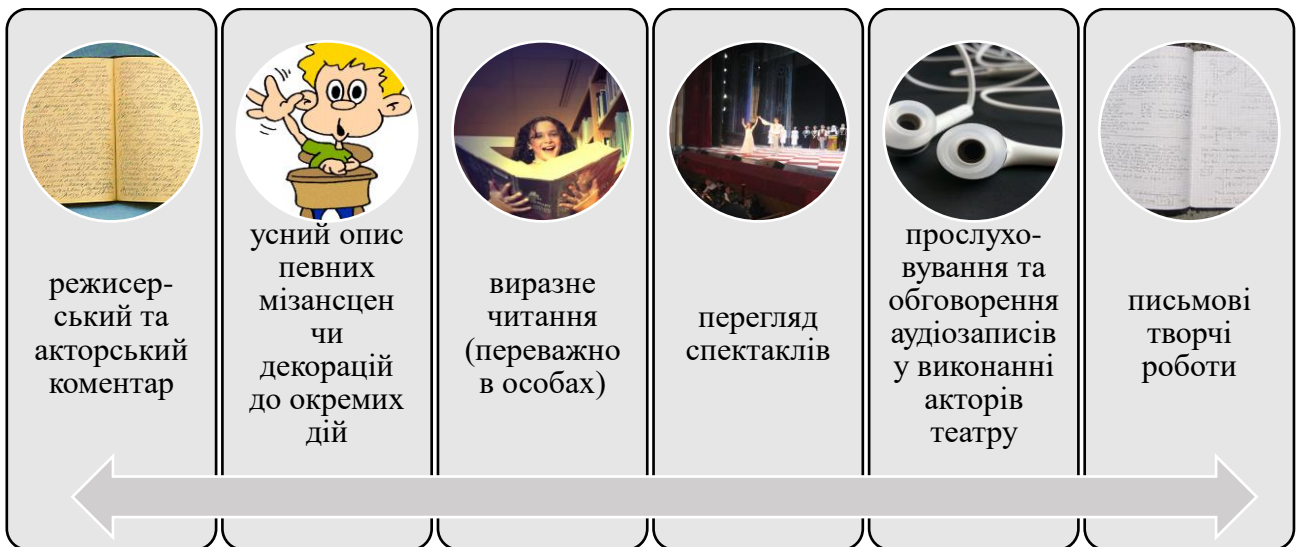 режисер-
ський та
акторський
коментар
усний опис
певних
мізансцен
чи
декорацій
до окремих
дій
виразне
читання
(переважно
в особах)
перегляд
спектаклів
прослухо-
вування та
обговорення
аудіозаписів
у виконанні
акторів
театру
письмові
творчі
роботи